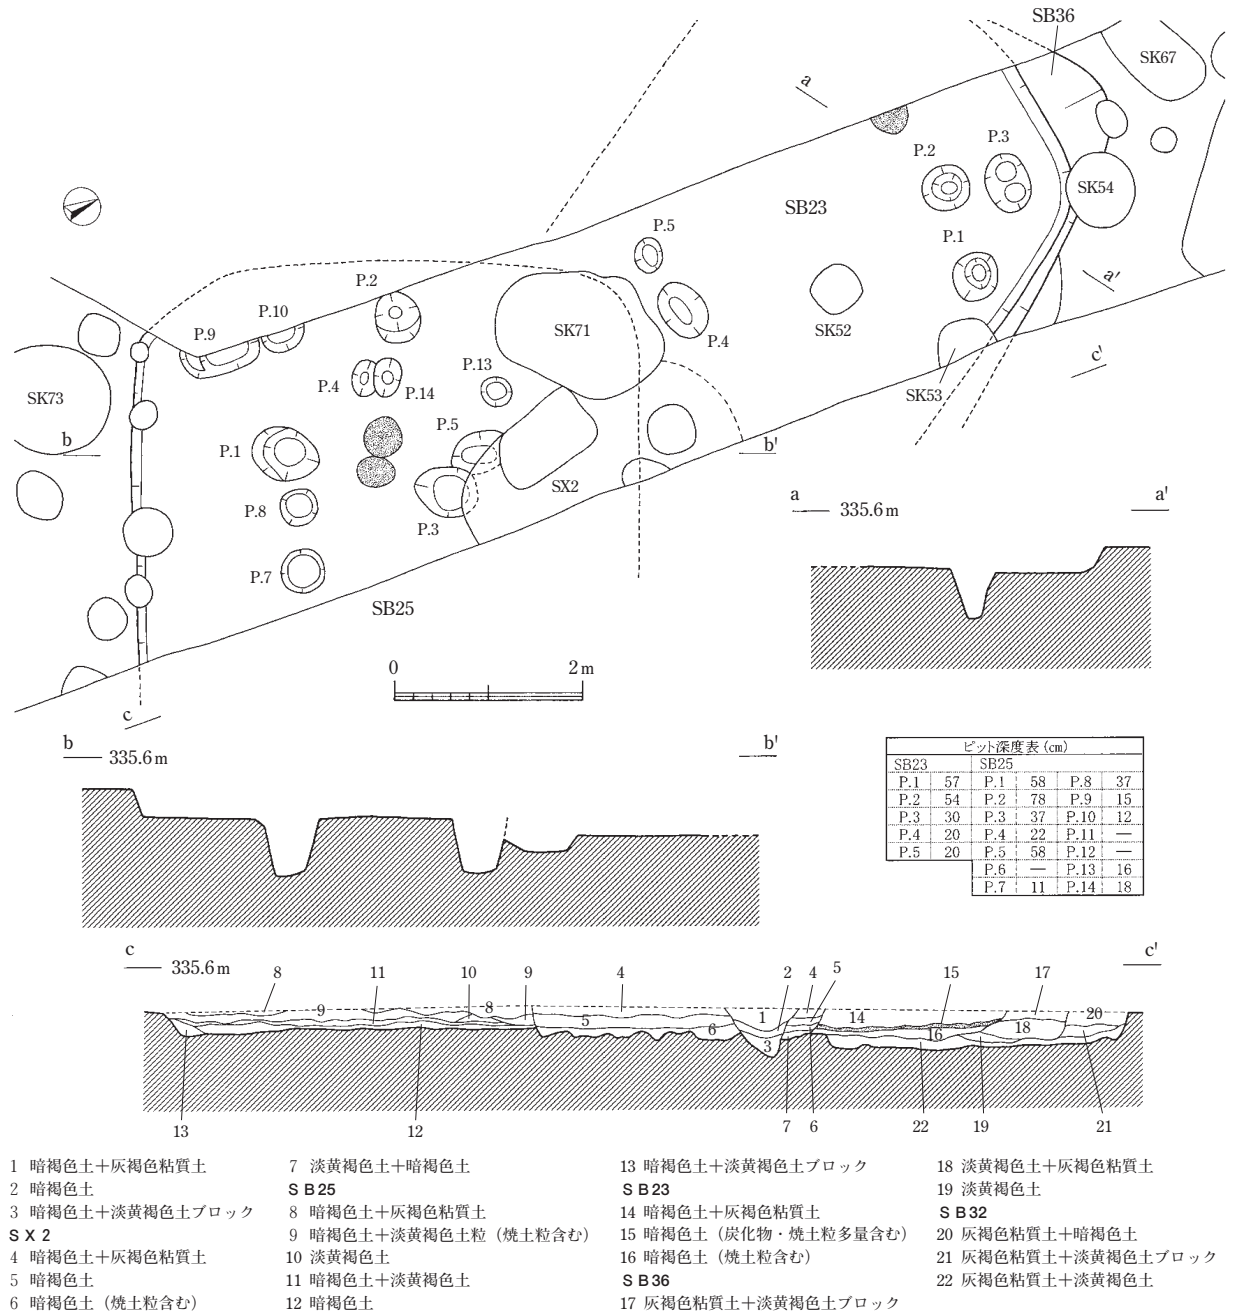 SB36
SK67
a
P.2
P.3
SB23
SK54
P.5
P.1
a'
P.2
P.10
P.9
SK71
SK52
P.4
P.4
P.14
P.13
SK73
SK53
c'
b
P.1
P.5
b'
P.8
SX2
P.3
P.7
SB25
a 335.6m a'
0 2m
c
b 335.6m b'
ピット深度表 (cm)
SB23 SB25
P.1 57 P.1 58 P.8 37
P.2 54 P.2 78 P.9 15
P.3 30 P.3 37 P.10 12
P.4 20 P.4 22 P.11 —
P.5 20 P.5 58 P.12 —
P.6 — P.13 16
P.7 11 P.14 18
c 335.6m c'
8 11 10 9 4 2 4 5 15 17
9 8 5 6 1 3 14 16 18 20
13 12 7 6 22 19 21
1 暗褐色土＋灰褐色粘質土
2 暗褐色土
3 暗褐色土＋淡黄褐色土ブロック
ＳＸ２
4 暗褐色土＋灰褐色粘質土
5 暗褐色土
6 暗褐色土（焼土粒含む）
7 淡黄褐色土＋暗褐色土
ＳＢ25
8 暗褐色土＋灰褐色粘質土
9 暗褐色土＋淡黄褐色土粒（焼土粒含む）
10 淡黄褐色土
11 暗褐色土＋淡黄褐色土
12 暗褐色土
13 暗褐色土＋淡黄褐色土ブロック
ＳＢ23
14 暗褐色土＋灰褐色粘質土
15 暗褐色土（炭化物・焼土粒多量含む）
16 暗褐色土（焼土粒含む）
ＳＢ36
17 灰褐色粘質土＋淡黄褐色土ブロック
18 淡黄褐色土＋灰褐色粘質土
19 淡黄褐色土
ＳＢ32
20 灰褐色粘質土＋暗褐色土
21 灰褐色粘質土＋淡黄褐色土ブロック
22 灰褐色粘質土＋淡黄褐色土